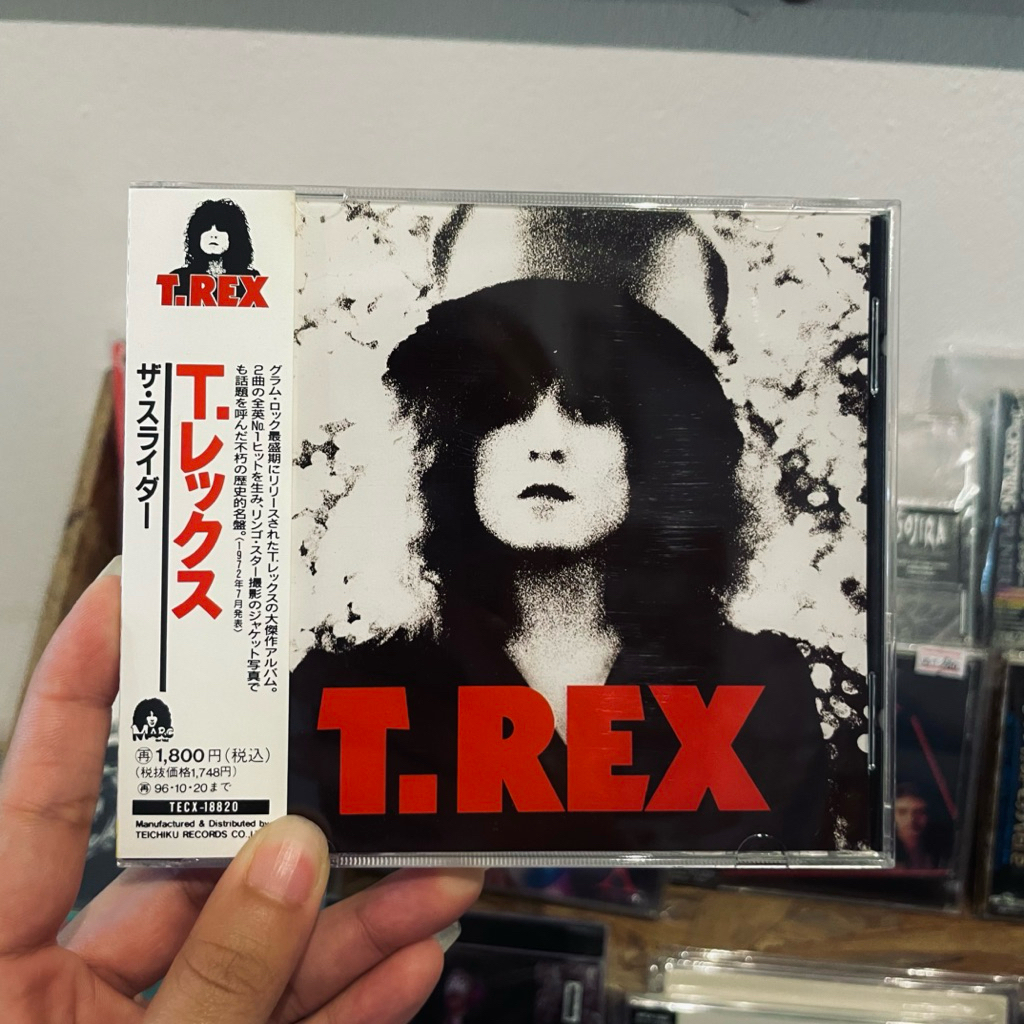 T.REX
T.レックス
ザ・スライダー
グラム・ロック最盛期にリリースされたT.レックスの大傑作アルバム。
2曲の全英No.1ヒットを生み、リンゴ・スター撮影のジャケット写真で
も話題を呼んだ不朽の歴史的名盤。(1972年7月発表)
MARC
再1,800円(税込)
(税抜価格1,748円)
再96・10・20まで
TECX-18820
Manufactured & Distributed by
TEICHIKU RECORDS CO.,
T.REX
GOJIRA